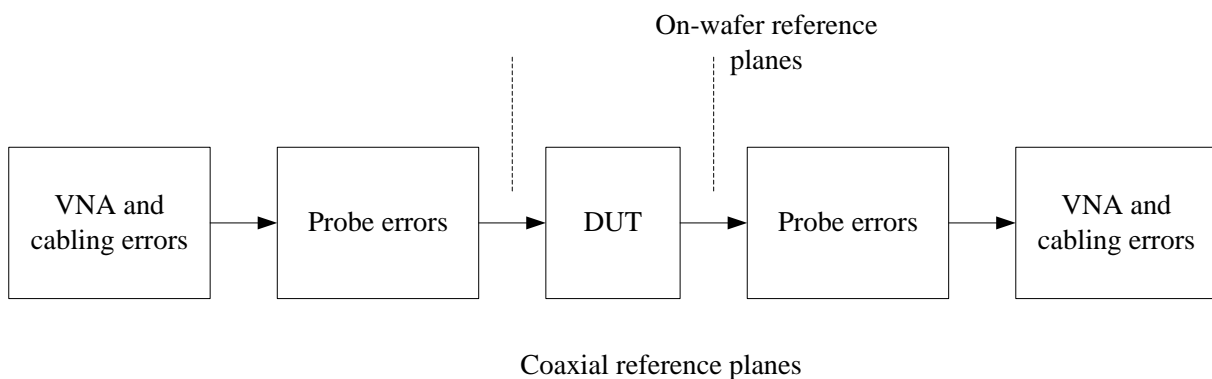 On-wafer reference
planes
VNA and
cabling errors
Probe errors
DUT
Probe errors
VNA and
cabling errors
Coaxial reference planes